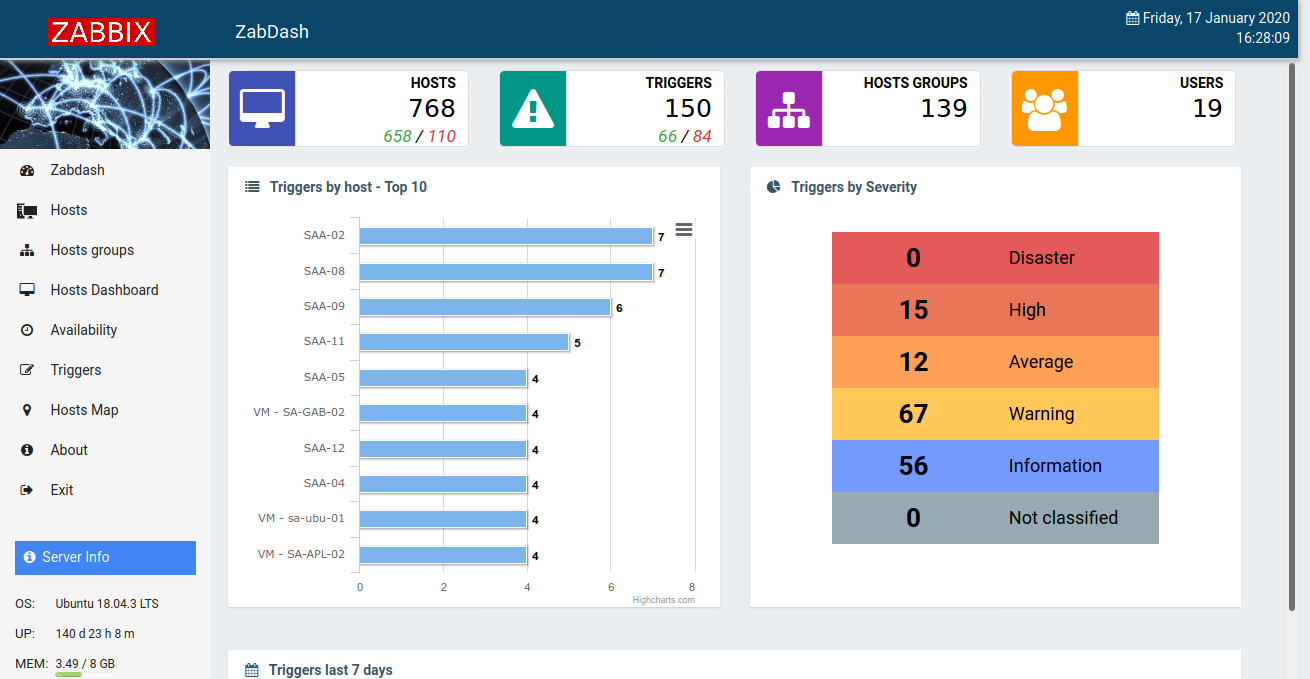 ZABBIX
ZabDash
Friday, 17 January 2020
16:28:09
Zabdash
Hosts
Hosts groups
Hosts Dashboard
Availability
Triggers
Hosts Map
About
Exit
Server Info
OS: Ubuntu 18.04.3 LTS
UP: 140 d 23 h 8 m
MEM: 3.49 / 8 GB
HOSTS
768
658 / 110
TRIGGERS
150
66 / 84
HOSTS GROUPS
139
USERS
19
Triggers by host - Top 10
SAA-02 7
SAA-08 7
SAA-09 6
SAA-11 5
SAA-05 4
VM - SA-GAB-02 4
SAA-12 4
SAA-04 4
VM - sa-ubu-01 4
VM - SA-APL-02 4
0 2 4 6 8
Highcharts.com
Triggers by Severity
0 Disaster
15 High
12 Average
67 Warning
56 Information
0 Not classified
Triggers last 7 days